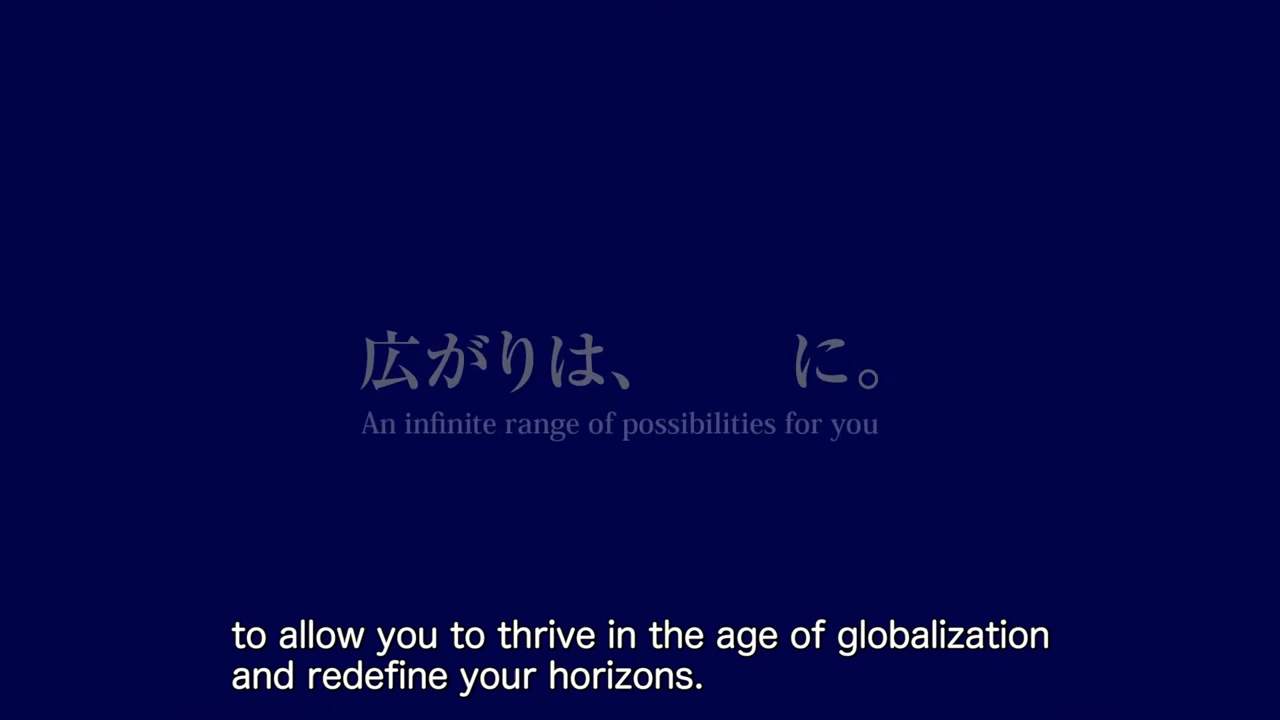 広がりは、 に。
An infinite range of possibilities for you
to allow you to thrive in the age of globalization
and redefine your horizons.